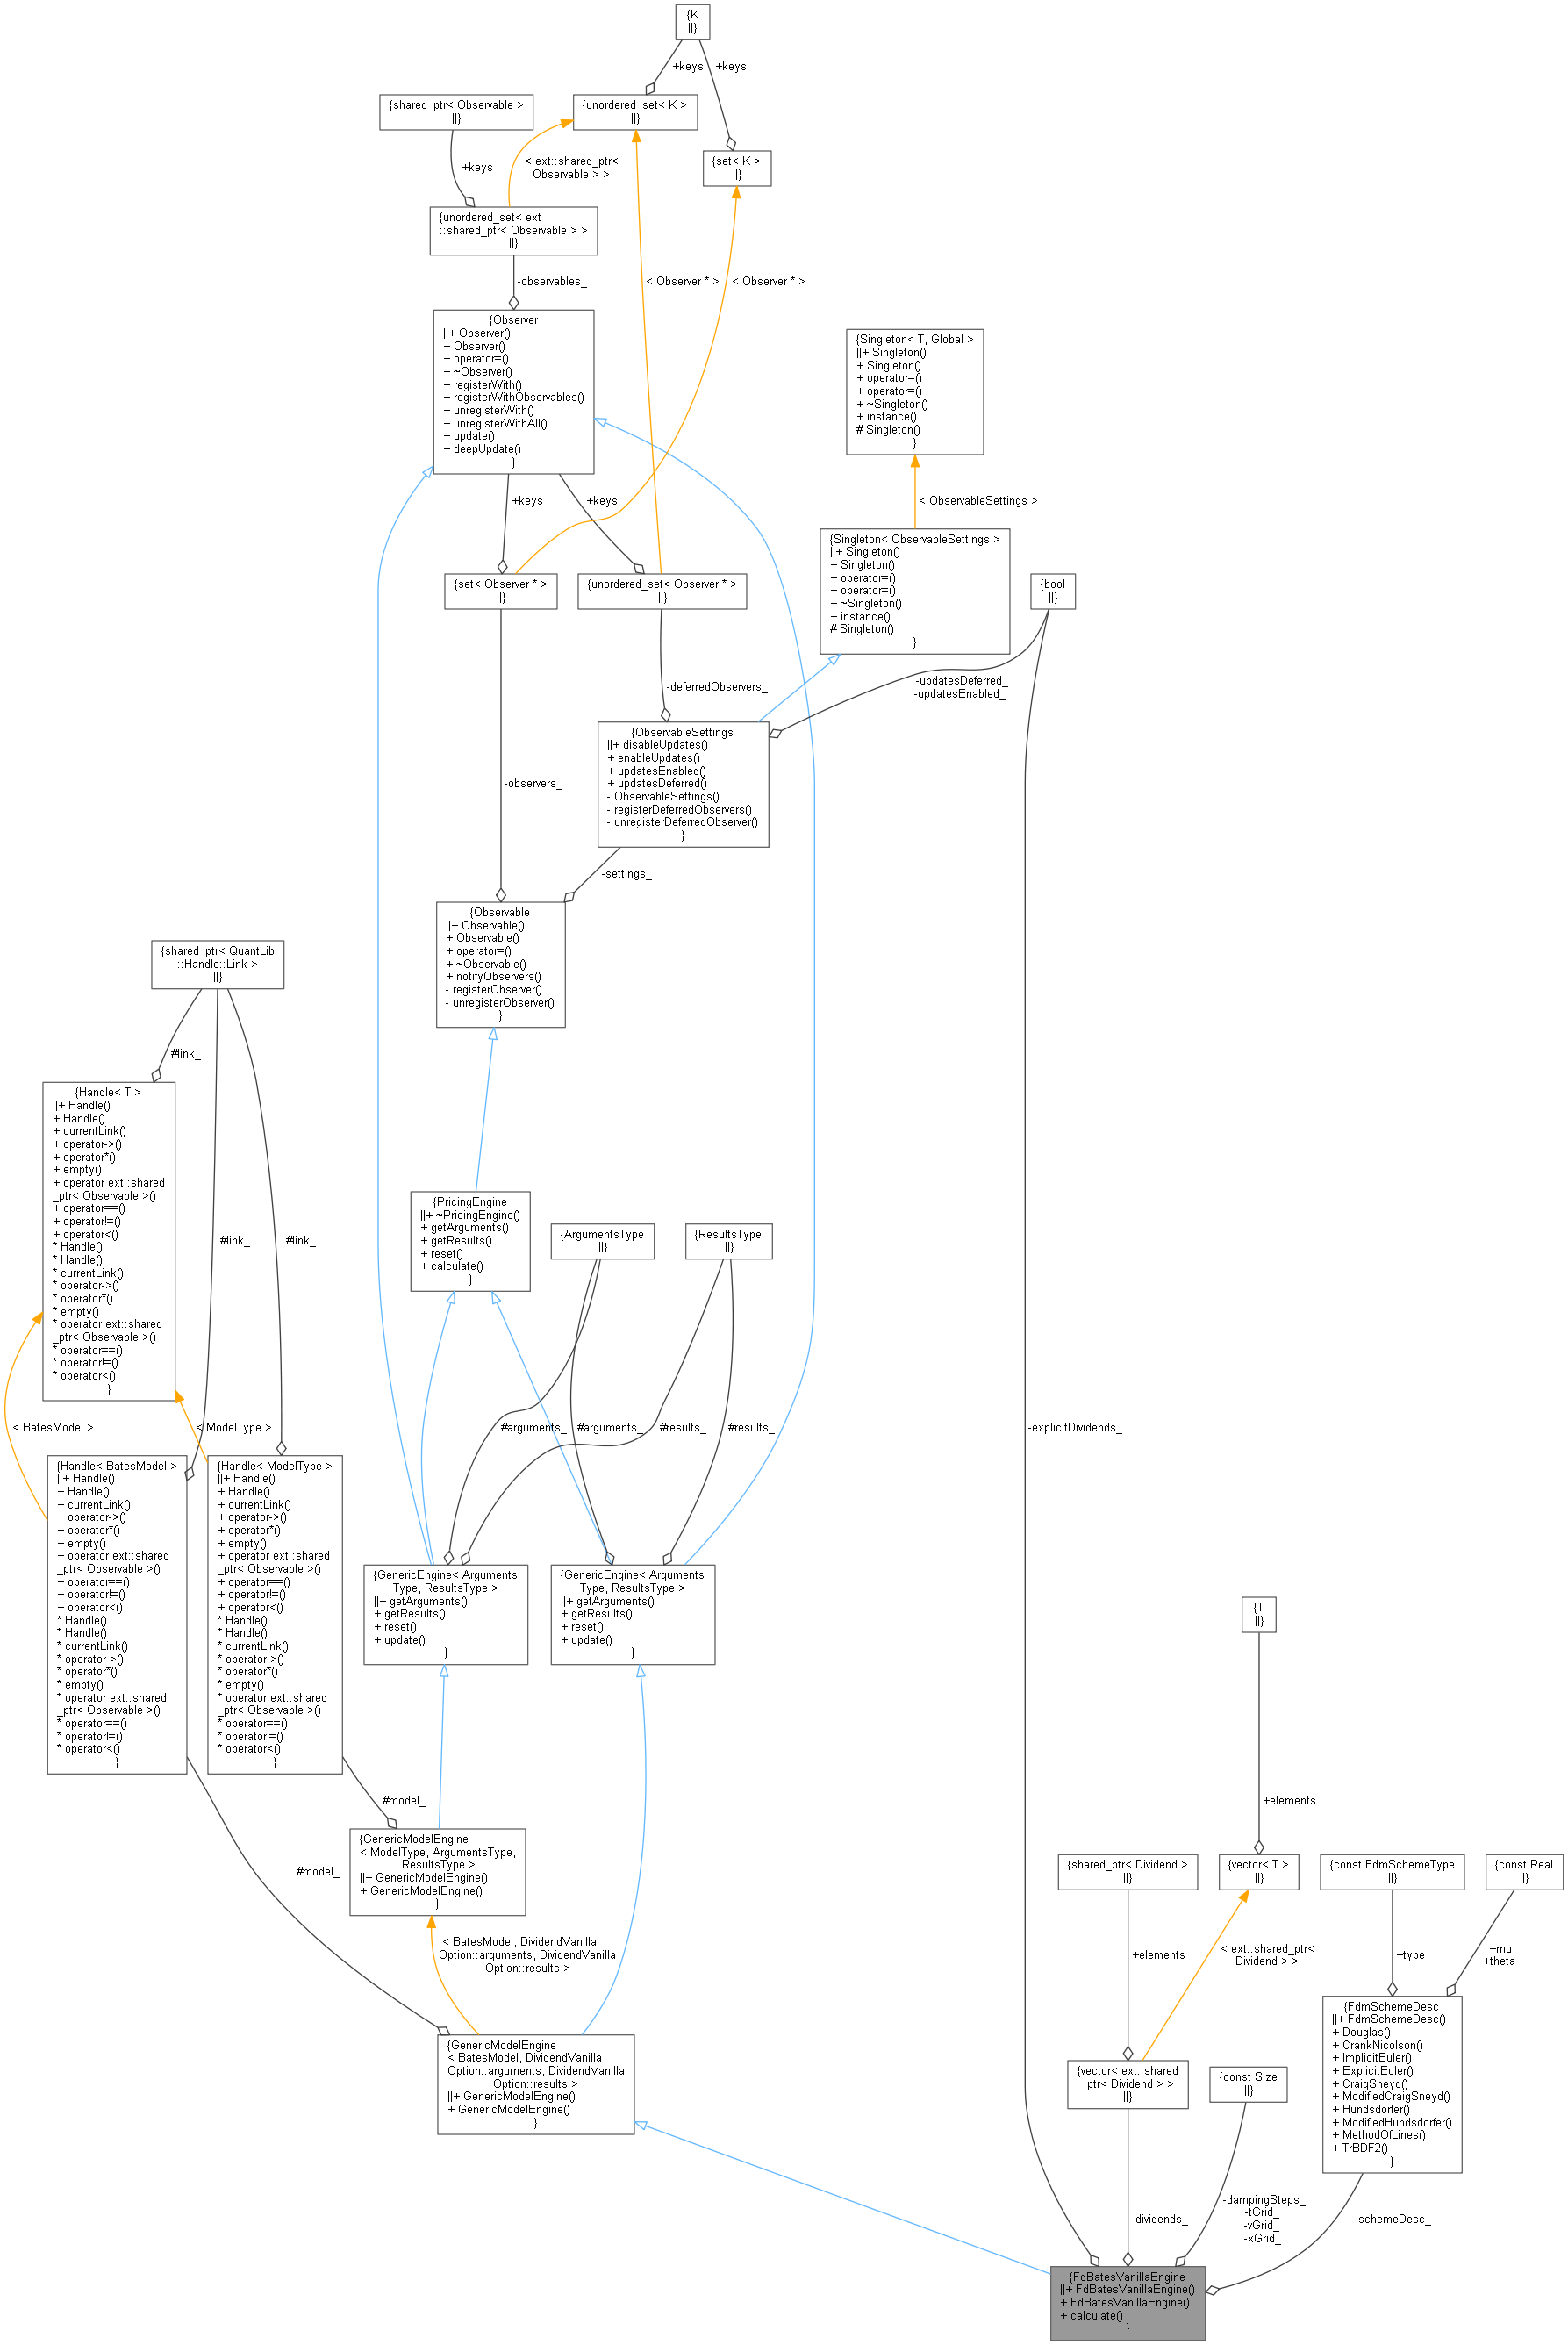 {K
||}
+keys
+keys
{shared_ptr< Observable >
||}
{unordered_set< K >
||}
+keys
< ext::shared_ptr<
Observable > >
{set< K >
||}
{unordered_set< ext
::shared_ptr< Observable > >
||}
-observables_
< Observer * >
< Observer * >
{Observer
||+ Observer()
+ Observer()
+ operator=()
+ ~Observer()
+ registerWith()
+ registerWithObservables()
+ unregisterWith()
+ unregisterWithAll()
+ update()
+ deepUpdate()
}
{Singleton< T, Global >
||+ Singleton()
+ Singleton()
+ operator=()
+ operator=()
+ ~Singleton()
+ instance()
# Singleton()
}
+keys
+keys
< ObservableSettings >
{set< Observer * >
||}
{unordered_set< Observer * >
||}
{Singleton< ObservableSettings >
||+ Singleton()
+ Singleton()
+ operator=()
+ operator=()
+ ~Singleton()
+ instance()
# Singleton()
}
{bool
||}
-deferredObservers_
-updatesDeferred_
-updatesEnabled_
-observers_
{ObservableSettings
||+ disableUpdates()
+ enableUpdates()
+ updatesEnabled()
+ updatesDeferred()
- ObservableSettings()
- registerDeferredObservers()
- unregisterDeferredObserver()
}
-settings_
{Observable
||+ Observable()
+ Observable()
+ operator=()
+ ~Observable()
+ notifyObservers()
- registerObserver()
- unregisterObserver()
}
{shared_ptr< QuantLib
::Handle::Link >
||}
#link_
{Handle< T >
||+ Handle()
+ Handle()
+ currentLink()
+ operator->()
+ operator*()
+ empty()
+ operator ext::shared
_ptr< Observable >()
+ operator==()
+ operator!=()
+ operator<()
* Handle()
* Handle()
* currentLink()
* operator->()
* operator*()
* empty()
* operator ext::shared
_ptr< Observable >()
* operator==()
* operator!=()
* operator<()
}
#link_
#link_
{PricingEngine
||+ ~PricingEngine()
+ getArguments()
+ getResults()
+ reset()
+ calculate()
}
{ArgumentsType
||}
{ResultsType
||}
< BatesModel >
< ModelType >
#arguments_
#arguments_
#results_
#results_
-explicitDividends_
{Handle< BatesModel >
||+ Handle()
+ Handle()
+ currentLink()
+ operator->()
+ operator*()
+ empty()
+ operator ext::shared
_ptr< Observable >()
+ operator==()
+ operator!=()
+ operator<()
* Handle()
* Handle()
* currentLink()
* operator->()
* operator*()
* empty()
* operator ext::shared
_ptr< Observable >()
* operator==()
* operator!=()
* operator<()
}
{Handle< ModelType >
||+ Handle()
+ Handle()
+ currentLink()
+ operator->()
+ operator*()
+ empty()
+ operator ext::shared
_ptr< Observable >()
+ operator==()
+ operator!=()
+ operator<()
* Handle()
* Handle()
* currentLink()
* operator->()
* operator*()
* empty()
* operator ext::shared
_ptr< Observable >()
* operator==()
* operator!=()
* operator<()
}
{GenericEngine< Arguments
Type, ResultsType >
||+ getArguments()
+ getResults()
+ reset()
+ update()
}
{GenericEngine< Arguments
Type, ResultsType >
||+ getArguments()
+ getResults()
+ reset()
+ update()
}
{T
||}
#model_
+elements
#model_
{GenericModelEngine
< ModelType, ArgumentsType,
ResultsType >
||+ GenericModelEngine()
+ GenericModelEngine()
}
{shared_ptr< Dividend >
||}
{vector< T >
||}
{const FdmSchemeType
||}
{const Real
||}
< BatesModel, DividendVanilla
Option::arguments, DividendVanilla
Option::results >
+elements
< ext::shared_ptr<
Dividend > >
+type
+mu
+theta
{GenericModelEngine
< BatesModel, DividendVanilla
Option::arguments, DividendVanilla
Option::results >
||+ GenericModelEngine()
+ GenericModelEngine()
}
{vector< ext::shared
_ptr< Dividend > >
||}
{const Size
||}
{FdmSchemeDesc
||+ FdmSchemeDesc()
+ Douglas()
+ CrankNicolson()
+ ImplicitEuler()
+ ExplicitEuler()
+ CraigSneyd()
+ ModifiedCraigSneyd()
+ Hundsdorfer()
+ ModifiedHundsdorfer()
+ MethodOfLines()
+ TrBDF2()
}
-dividends_
-dampingSteps_
-tGrid_
-vGrid_
-xGrid_
-schemeDesc_
{FdBatesVanillaEngine
||+ FdBatesVanillaEngine()
+ FdBatesVanillaEngine()
+ calculate()
}